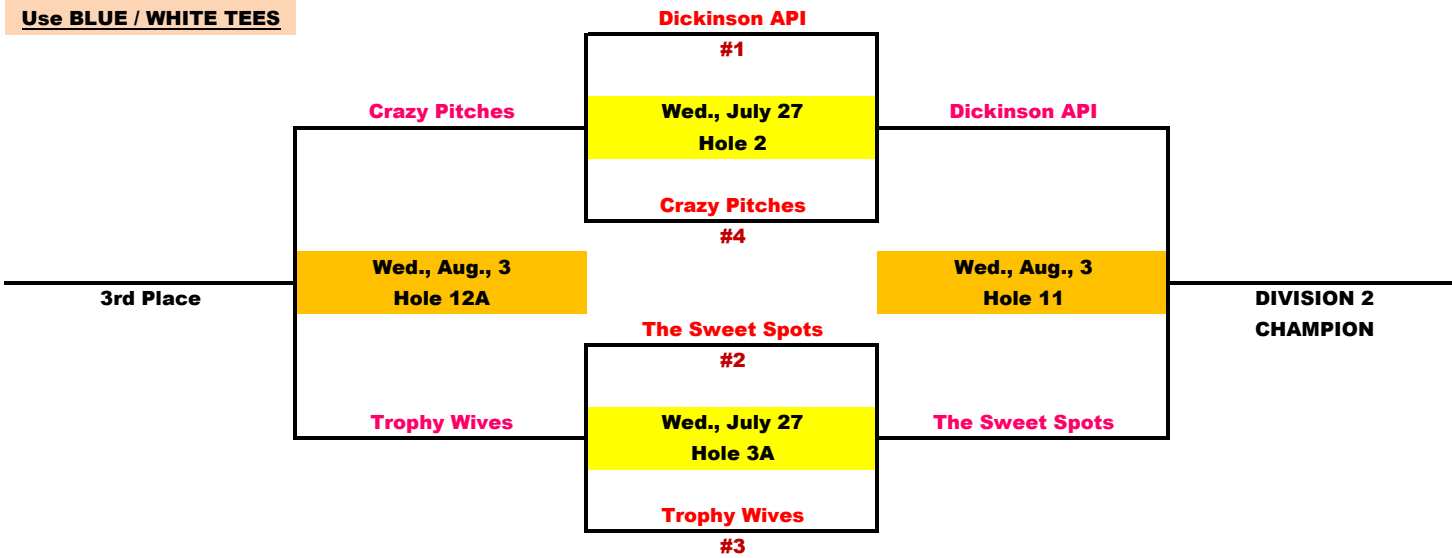 Use BLUE / WHITE TEES
Dickinson API
#1
Crazy Pitches
Wed., July 27
Dickinson API
Hole 2
Crazy Pitches
#4
Wed., Aug., 3
Wed., Aug., 3
3rd Place
Hole 12A
Hole 11
DIVISION 2
The Sweet Spots
CHAMPION
#2
Trophy Wives
Wed., July 27
The Sweet Spots
Hole 3A
Trophy Wives
#3